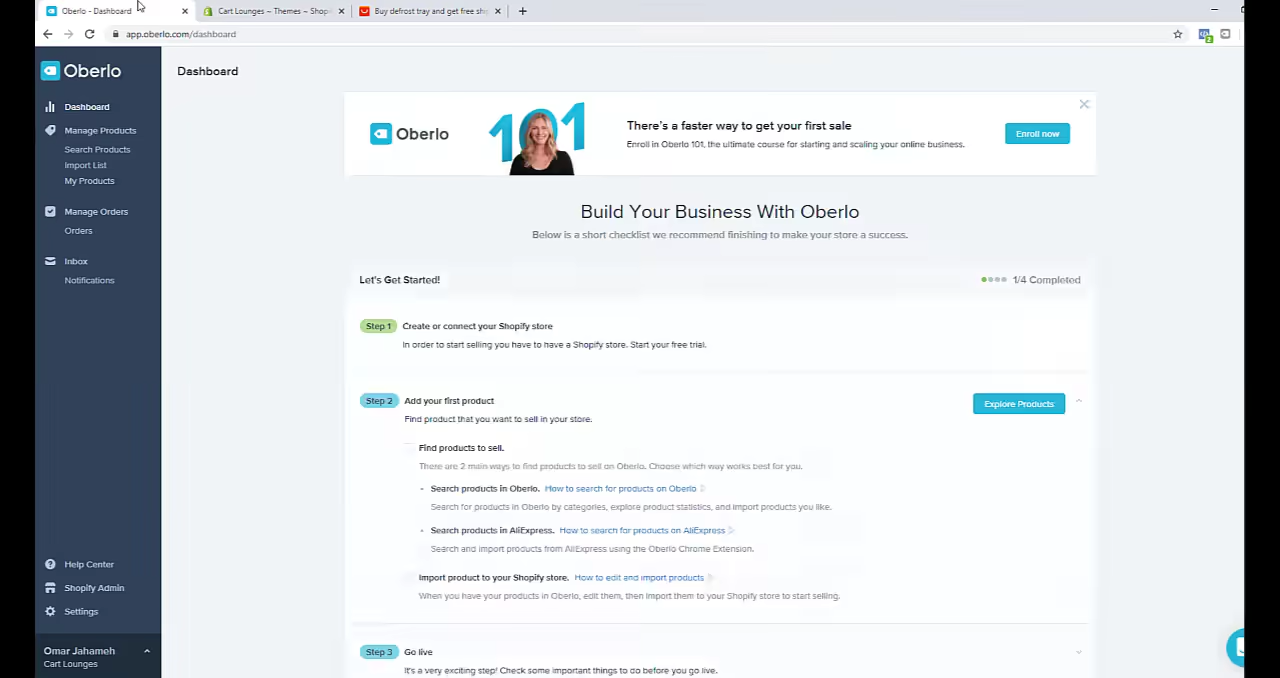 Oberlo - Dashboard
Cart Lounges ~ Themes ~ Shopif
Buy defrost tray and get free sh
app.oberlo.com/dashboard
2
Oberlo
Dashboard
Manage Products
Search Products
Import List
My Products
Manage Orders
Orders
Inbox
Notifications
Help Center
Shopify Admin
Settings
Omar Jahameh
Cart Lounges
Dashboard
Oberlo
101
There's a faster way to get your first sale
Enroll in Oberlo 101, the ultimate course for starting and scaling your online business.
Enroll now
Build Your Business With Oberlo
Below is a short checklist we recommend finishing to make your store a success.
Let's Get Started!
1/4 Completed
Step 1 Create or connect your Shopify store
In order to start selling you have to have a Shopify store. Start your free trial.
Step 2 Add your first product
Find product that you want to sell in your store.
Explore Products
Find products to sell.
There are 2 main ways to find products to sell on Oberlo. Choose which way works best for you.
- Search products in Oberlo. How to search for products on Oberlo
Search for products in Oberlo by categories, explore product statistics, and import products you like.
- Search products in AliExpress. How to search for products on AliExpress
Search and import products from AliExpress using the Oberlo Chrome Extension.
Import product to your Shopify store. How to edit and import products
When you have your products in Oberlo, edit them, then import them to your Shopify store to start selling.
Step 3 Go live
It's a very exciting step! Check some important things to do before you go live.